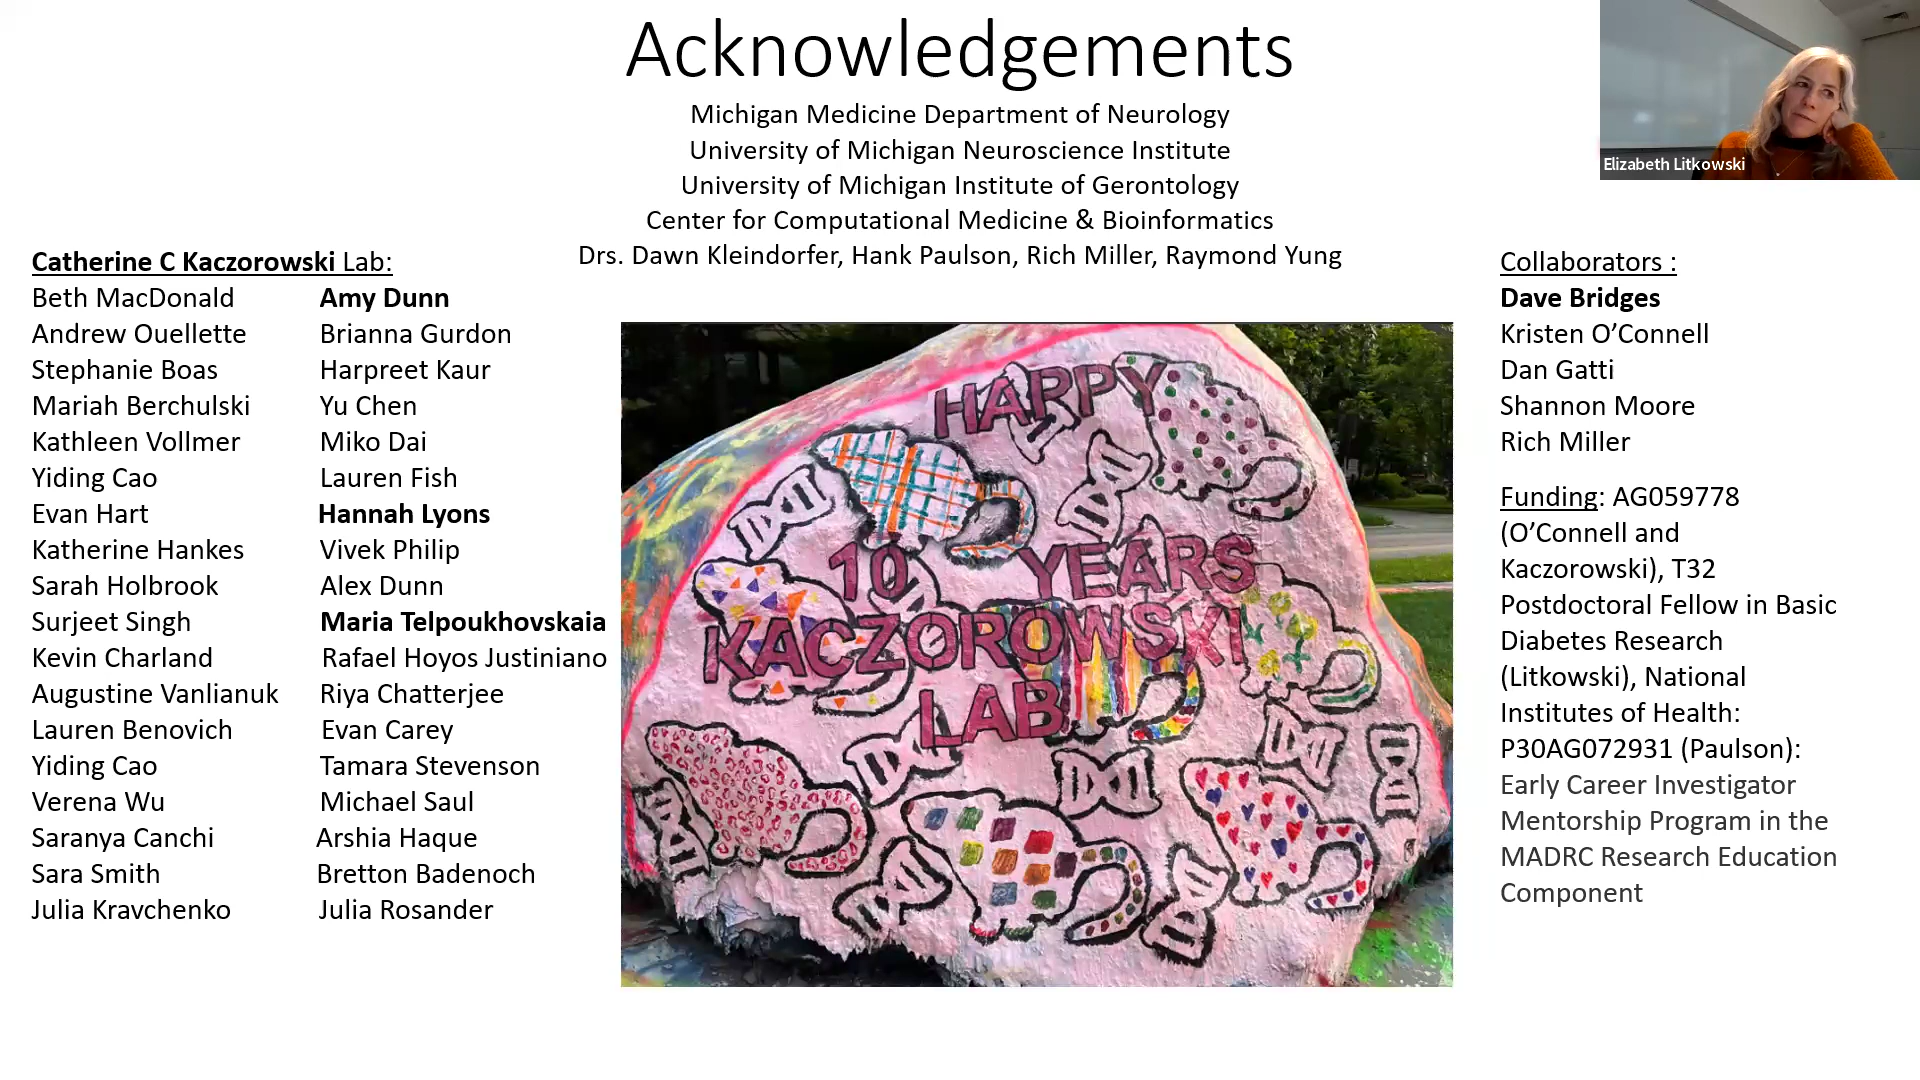 Acknowledgements
Michigan Medicine Department of Neurology
University of Michigan Neuroscience Institute
University of Michigan Institute of Gerontology
Center for Computational Medicine & Bioinformatics
Drs. Dawn Kleindorfer, Hank Paulson, Rich Miller, Raymond Yung
Elizabeth Litkowski
Catherine C Kaczorowski Lab:
Beth MacDonald
Andrew Ouellette
Stephanie Boas
Mariah Berchulski
Kathleen Vollmer
Yiding Cao
Evan Hart
Katherine Hankes
Sarah Holbrook
Surjeet Singh
Kevin Charland
Augustine Vanlianuk
Lauren Benovich
Yiding Cao
Verena Wu
Saranya Canchi
Sara Smith
Julia Kravchenko
Amy Dunn
Brianna Gurdon
Harpreet Kaur
Yu Chen
Miko Dai
Lauren Fish
Hannah Lyons
Vivek Philip
Alex Dunn
Maria Telpoukhovskaia
Rafael Hoyos Justiniano
Riya Chatterjee
Evan Carey
Tamara Stevenson
Michael Saul
Arshia Haque
Bretton Badenoch
Julia Rosander
HAPPY
10 YEARS
KACZOROWSKI
LAB
Collaborators :
Dave Bridges
Kristen O’Connell
Dan Gatti
Shannon Moore
Rich Miller
Funding: AG059778
(O’Connell and
Kaczorowski), T32
Postdoctoral Fellow in Basic
Diabetes Research
(Litkowski), National
Institutes of Health:
P30AG072931 (Paulson):
Early Career Investigator
Mentorship Program in the
MADRC Research Education
Component